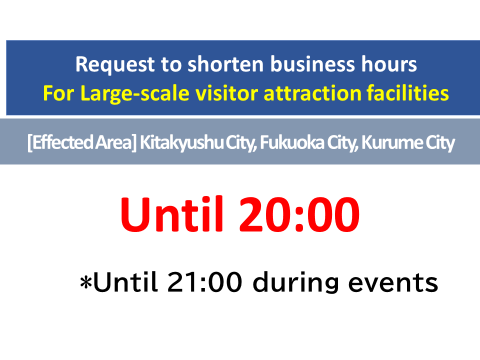 Request to shorten business hours
For Large-scale visitor attraction facilities
[Effected Area] Kitakyushu City, Fukuoka City, Kurume City
Until 20:00
*Until 21:00 during events